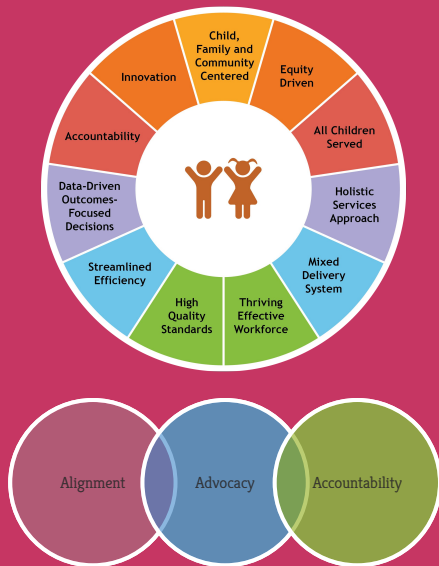 Child,
Family and
Community
Centered
Equity
Driven
All Children
Served
Holistic
Services
Approach
Mixed
Delivery
System
Thriving
Effective
Workforce
High
Quality
Standards
Streamlined
Efficiency
Data-Driven
Outcomes-
Focused
Decisions
Accountability
Innovation
Alignment
Advocacy
Accountability